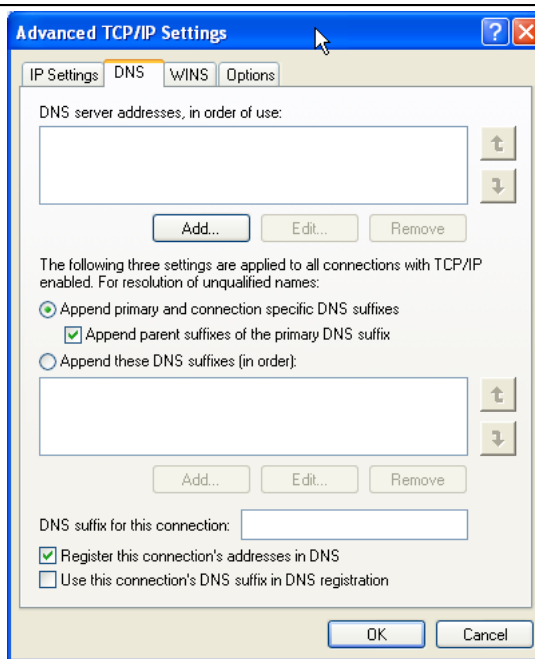 Advanced TCP/IP Settings
IP Settings DNS WINS Options
DNS server addresses, in order of use:
Add... Edit... Remove
The following three settings are applied to all connections with TCP/IP
enabled. For resolution of unqualified names:
Append primary and connection specific DNS suffixes
Append parent suffixes of the primary DNS suffix
Append these DNS suffixes (in order):
Add... Edit... Remove
DNS suffix for this connection:
Register this connection's addresses in DNS
Use this connection's DNS suffix in DNS registration
OK Cancel